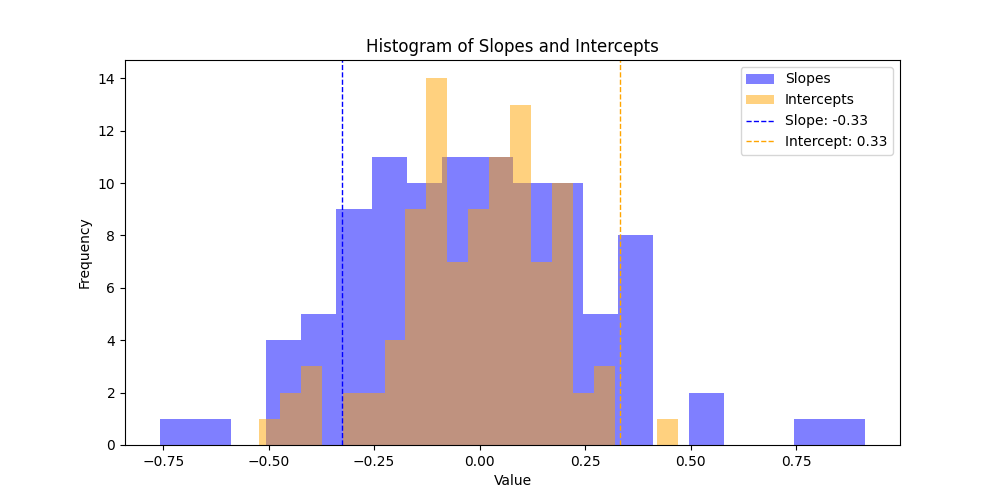 Histogram of Slopes and Intercepts
Slopes
Intercepts
Slope: -0.33
Intercept: 0.33
Frequency
14
12
10
8
6
4
2
0
−0.75
−0.50
−0.25
0.00
0.25
0.50
0.75
Value